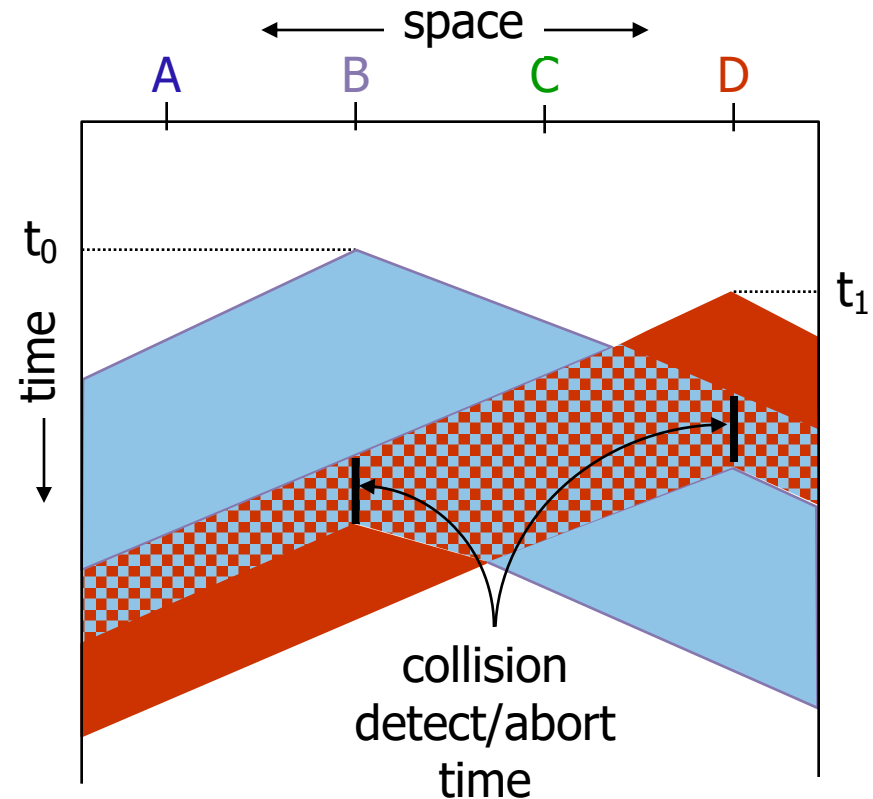 space
A B C D
t₀
t₁
time
collision
detect/abort
time